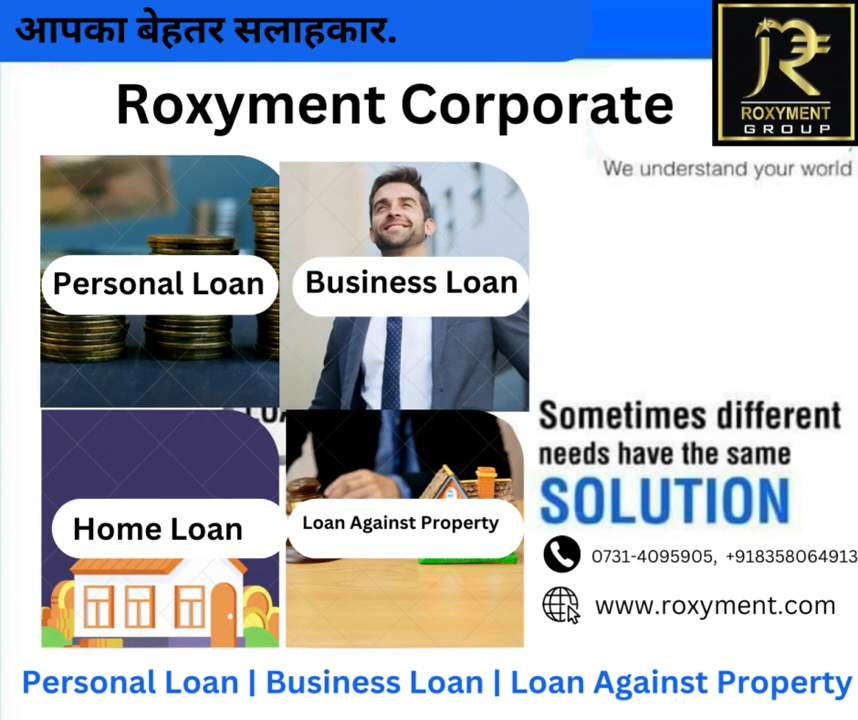 आपका बेहतर सलाहकार.
ROXYMENT
GROUP
Roxyment Corporate
We understand your world
Personal Loan
Business Loan
Home Loan
Loan Against Property
Sometimes different
needs have the same
SOLUTION
0731-4095905, +918358064913
www.roxyment.com
Personal Loan | Business Loan | Loan Against Property